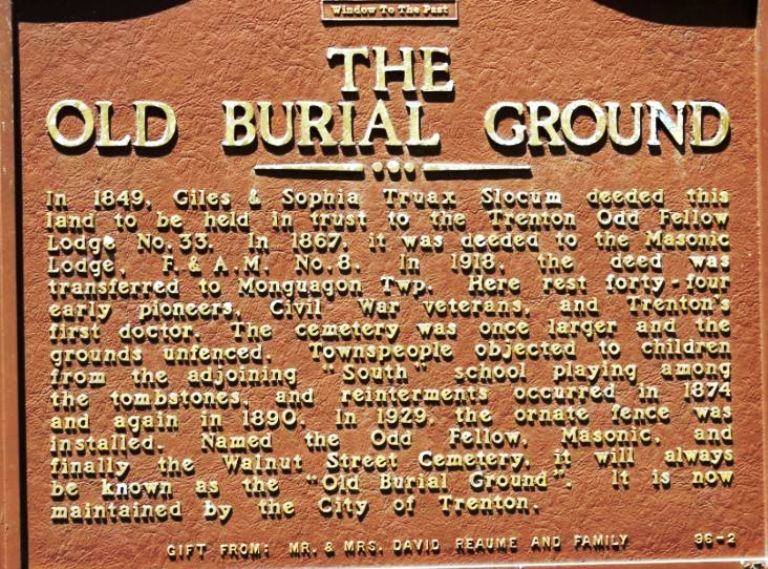 Window To The Past
THE
OLD BURIAL GROUND
In 1849, Giles & Sophia Truax Slocum deeded this
land to be held in trust to the Trenton Odd Fellow
Lodge No. 33. In 1867, it was deeded to the Masonic
Lodge, F. & A.M. No. 8. In 1918, the deed was
transferred to Monguagon Twp. Here rest forty-four
early pioneers, Civil War veterans, and Trenton's
first doctor. The cemetery was once larger and the
grounds unfenced. Townspeople objected to children
from the adjoining "South" school playing among
the tombstones, and reinterments occurred in 1874
and again in 1890. In 1929, the ornate fence was
installed. Named the Odd Fellow, Masonic, and
finally the Walnut Street Cemetery, it will always
be known as the "Old Burial Ground". It is now
maintained by the City of Trenton.
GIFT FROM: MR. & MRS. DAVID REAUME AND FAMILY 96-2